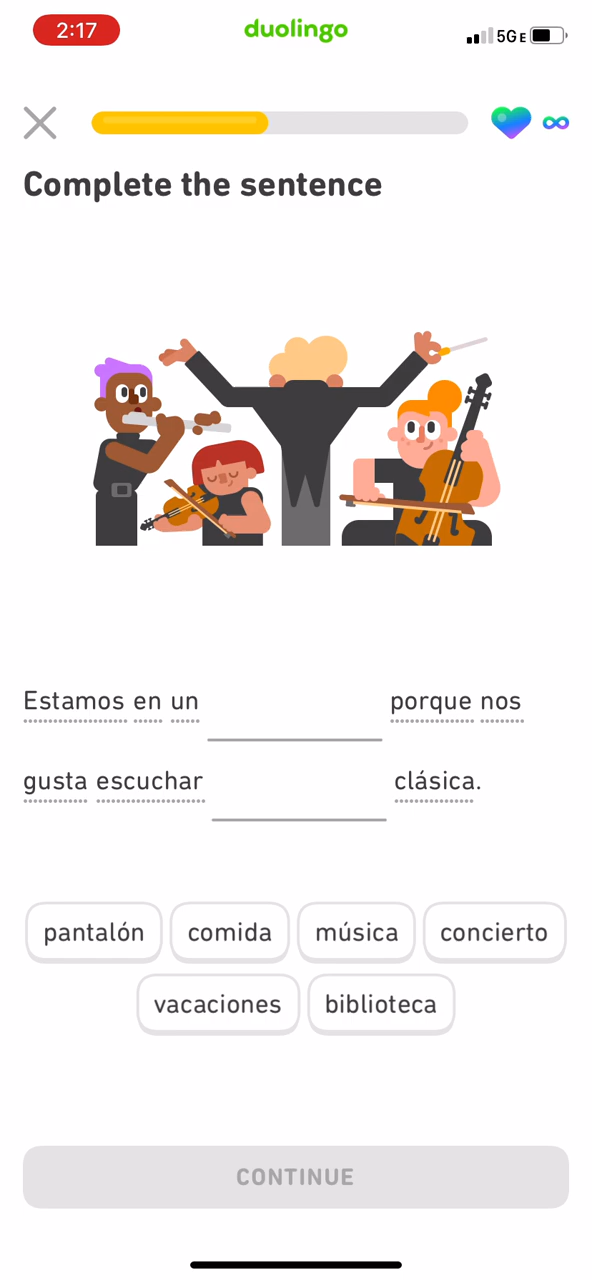 2:17
duolingo
5GE
Complete the sentence
Estamos en un porque nos
gusta escuchar clásica.
pantalón comida música concierto
vacaciones biblioteca
CONTINUE